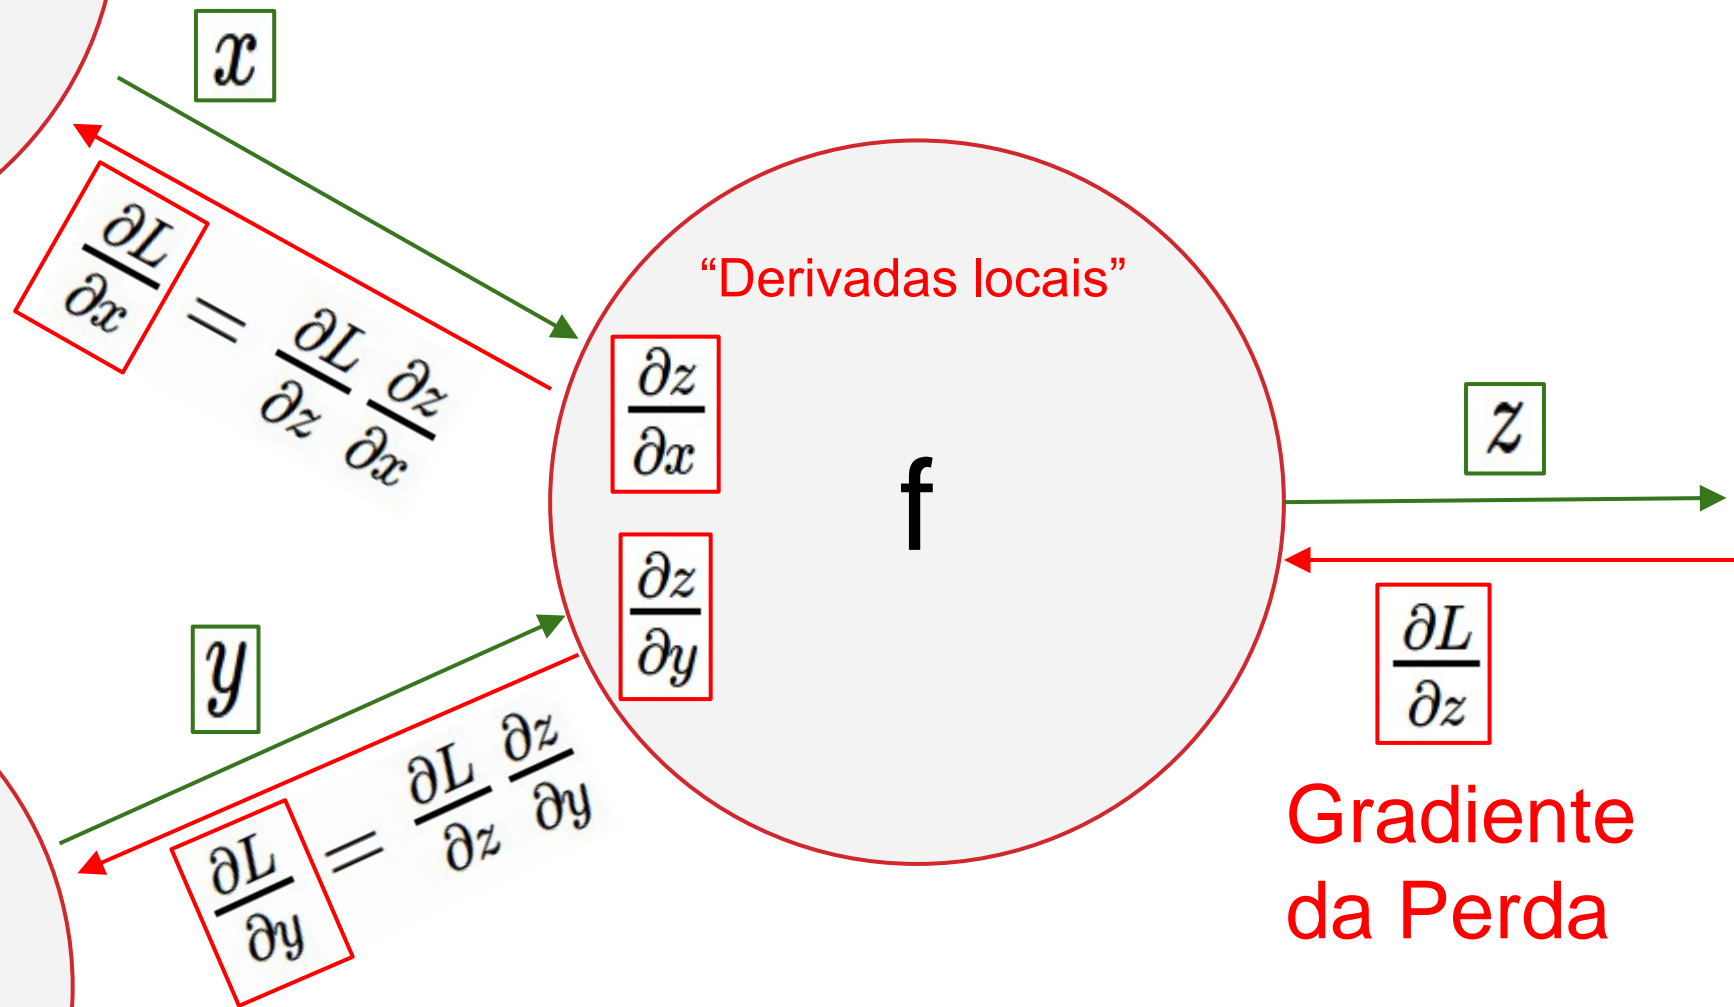 x
∂L/∂x = ∂L/∂z ∂z/∂x
“Derivadas locais”
∂z/∂x
f
∂z/∂y
z
∂L/∂z
Gradiente
da Perda
y
∂L/∂y = ∂L/∂z ∂z/∂y